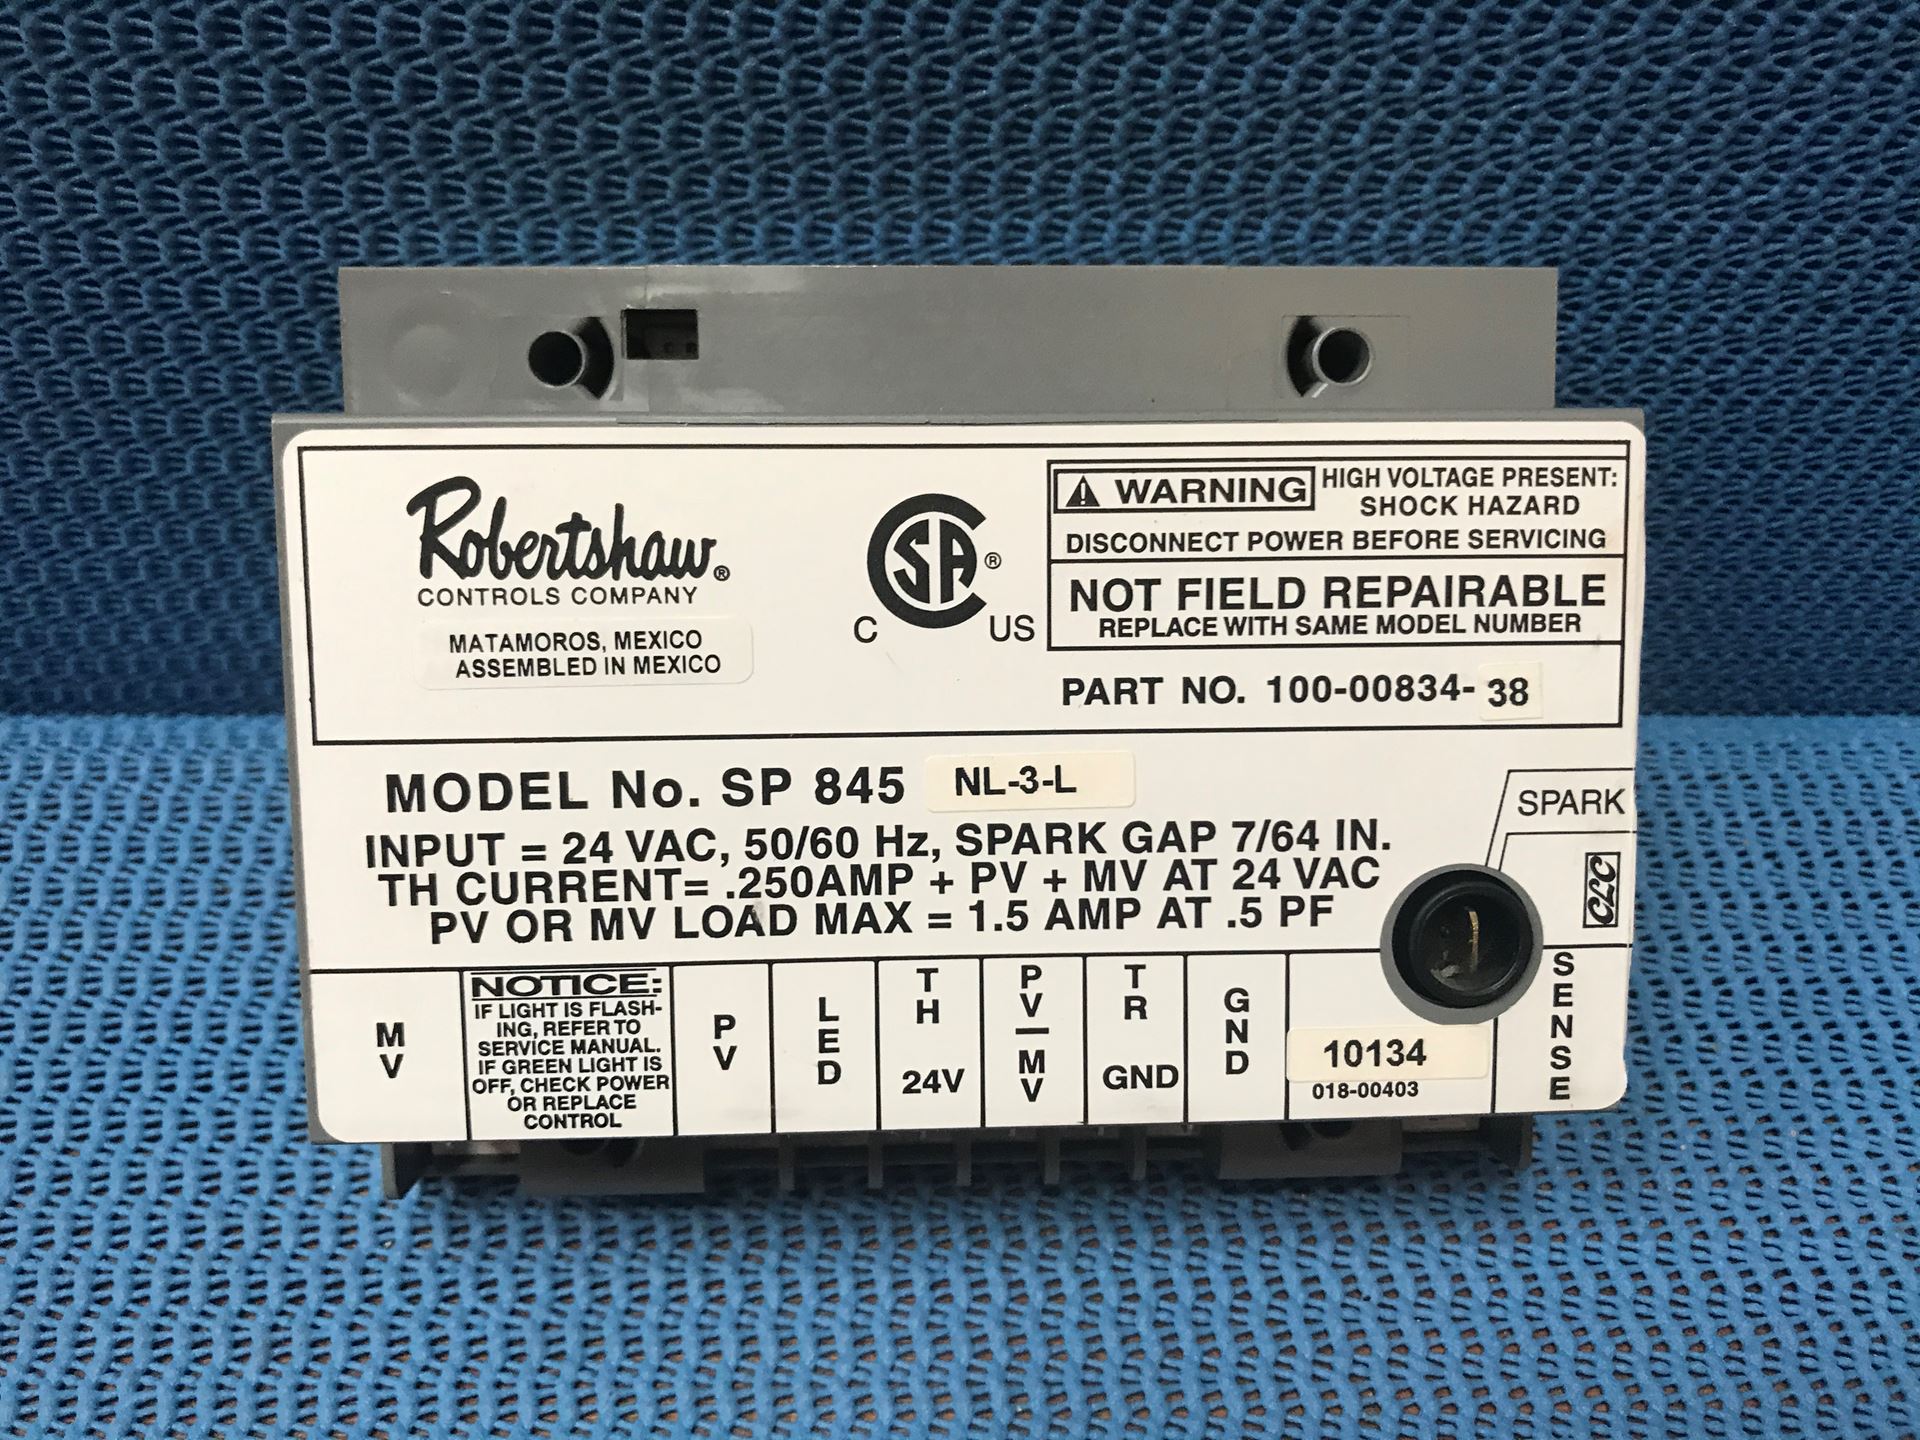 Robertshaw®
CONTROLS COMPANY
MATAMOROS, MEXICO
ASSEMBLED IN MEXICO
CSA®
C US
WARNING HIGH VOLTAGE PRESENT:
SHOCK HAZARD
DISCONNECT POWER BEFORE SERVICING
NOT FIELD REPAIRABLE
REPLACE WITH SAME MODEL NUMBER
PART NO. 100-00834-38
MODEL No. SP 845 NL-3-L
INPUT = 24 VAC, 50/60 Hz, SPARK GAP 7/64 IN.
TH CURRENT= .250AMP + PV + MV AT 24 VAC
PV OR MV LOAD MAX = 1.5 AMP AT .5 PF
SPARK
CLC
MV
NOTICE:
IF LIGHT IS FLASH-
ING, REFER TO
SERVICE MANUAL.
IF GREEN LIGHT IS
OFF, CHECK POWER
OR REPLACE
CONTROL
PV
LED
TH
24V
PV/MV
TR
GND
GND
10134
018-00403
SENSE